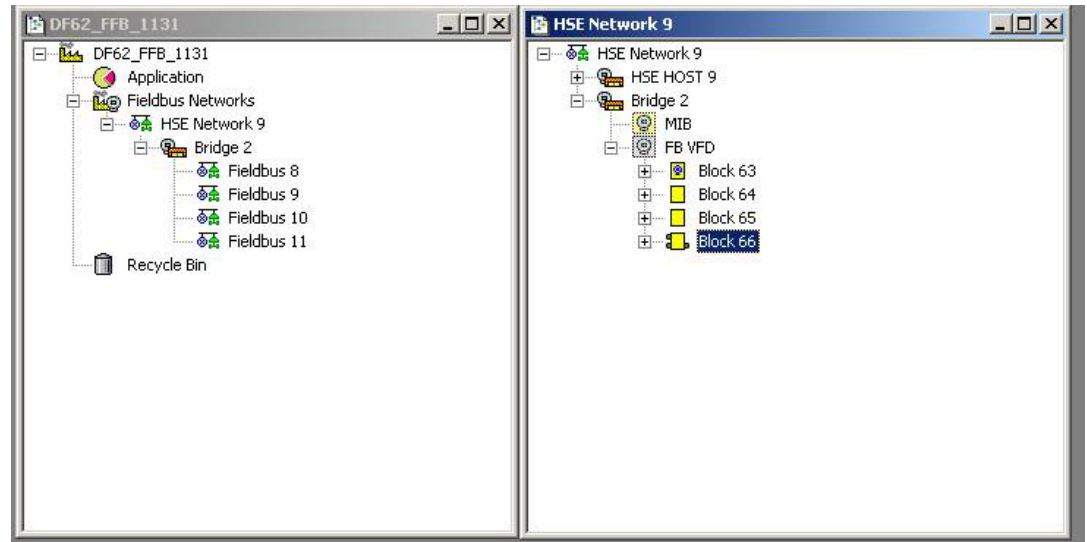 DF62_FFB_1131
DF62_FFB_1131
Application
Fieldbus Networks
HSE Network 9
Bridge 2
Fieldbus 8
Fieldbus 9
Fieldbus 10
Fieldbus 11
Recycle Bin
HSE Network 9
HSE Network 9
HSE HOST 9
Bridge 2
MIB
FB VFD
Block 63
Block 64
Block 65
Block 66